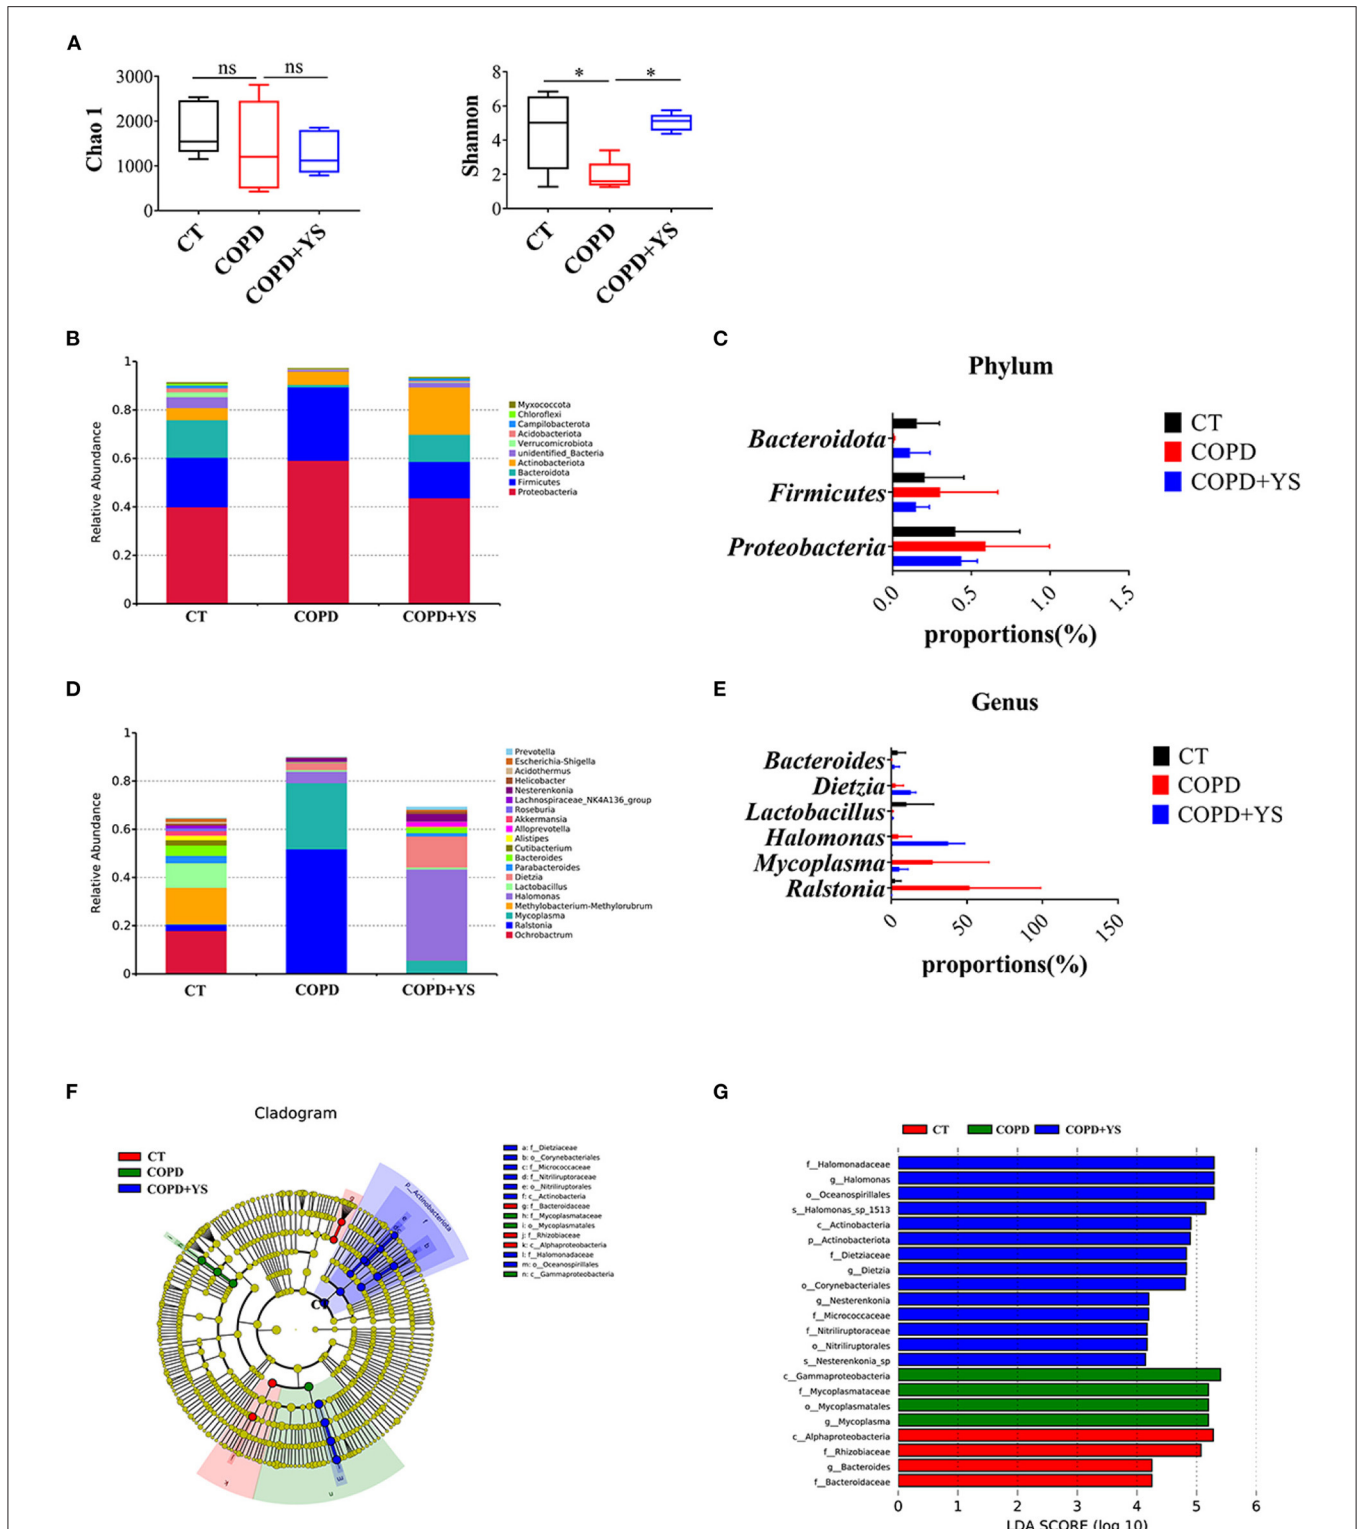 A
Chao 1
3000
2000
1000
0
ns
ns
CT
COPD
COPD+YS
Shannon
8
6
4
2
0
*
*
CT
COPD
COPD+YS
B
Relative Abundance
1
0.8
0.6
0.4
0.2
0
CT
COPD
COPD+YS
Myxococcota
Chloroflexi
Campilobacterota
Acidobacteriota
Verrucomicrobiota
unidentified_Bacteria
Actinobacteriota
Bacteroidota
Firmicutes
Proteobacteria
C
Phylum
Bacteroidota
Firmicutes
Proteobacteria
0.0
0.5
1.0
1.5
proportions(%)
CT
COPD
COPD+YS
D
Relative Abundance
1
0.8
0.6
0.4
0.2
0
CT
COPD
COPD+YS
Prevotella
Escherichia-Shigella
Acidothermus
Helicobacter
Nesterenkonia
Lachnospiraceae_NK4A136_group
Roseburia
Akkermansia
Alloprevotella
Alistipes
Cutibacterium
Bacteroides
Parabacteroides
Dietzia
Lactobacillus
Halomonas
Methylobacterium-Methylorubrum
Mycoplasma
Ralstonia
Ochrobactrum
E
Genus
Bacteroides
Dietzia
Lactobacillus
Halomonas
Mycoplasma
Ralstonia
0
50
100
150
proportions(%)
CT
COPD
COPD+YS
F
Cladogram
CT
COPD
COPD+YS
p__Actinobacteriota
CT
a: f__Dietziaceae
b: o__Corynebacteriales
c: f__Micrococcaceae
d: f__Nitriliruptoraceae
e: o__Nitriliruptorales
f: c__Actinobacteria
g: f__Bacteroidaceae
h: f__Mycoplasmataceae
i: o__Mycoplasmatales
j: f__Rhizobiaceae
k: c__Alphaproteobacteria
l: f__Halomonadaceae
m: o__Oceanospirillales
n: c__Gammaproteobacteria
G
CT
COPD
COPD+YS
f__Halomonadaceae
g__Halomonas
o__Oceanospirillales
s__Halomonas_sp_1513
c__Actinobacteria
p__Actinobacteriota
f__Dietziaceae
g__Dietzia
o__Corynebacteriales
g__Nesterenkonia
f__Micrococcaceae
f__Nitriliruptoraceae
o__Nitriliruptorales
s__Nesterenkonia_sp
c__Gammaproteobacteria
f__Mycoplasmataceae
o__Mycoplasmatales
g__Mycoplasma
c__Alphaproteobacteria
f__Rhizobiaceae
g__Bacteroides
f__Bacteroidaceae
0
1
2
3
4
5
6
LDA SCORE (log 10)